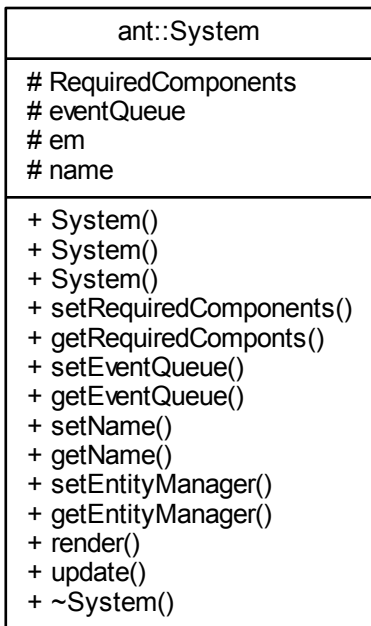 ant::System
# RequiredComponents
# eventQueue
# em
# name
+ System()
+ System()
+ System()
+ setRequiredComponents()
+ getRequiredComponts()
+ setEventQueue()
+ getEventQueue()
+ setName()
+ getName()
+ setEntityManager()
+ getEntityManager()
+ render()
+ update()
+ ~System()